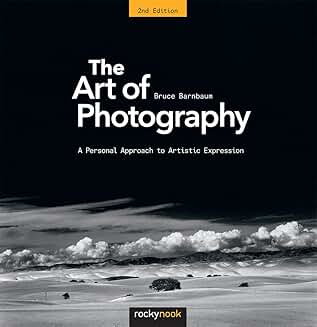 2nd Edition
The
Art of
Bruce Barnbaum
Photography
A Personal Approach to Artistic Expression
rockynook